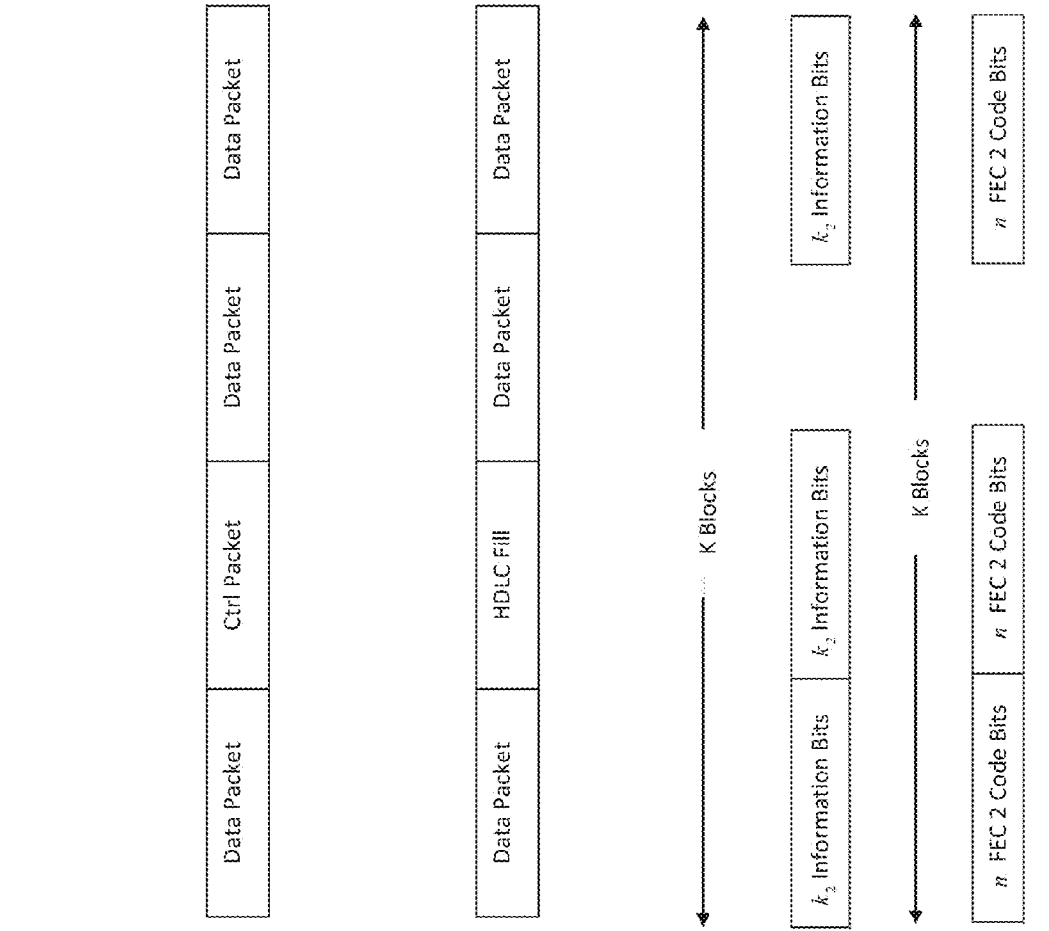 Data Packet Ctrl Packet Data Packet Data Packet
Data Packet HDLC Fill Data Packet Data Packet
K Blocks
k₂ Information Bits k₂ Information Bits k₂ Information Bits
K Blocks
n FEC 2 Code Bits n FEC 2 Code Bits n FEC 2 Code Bits